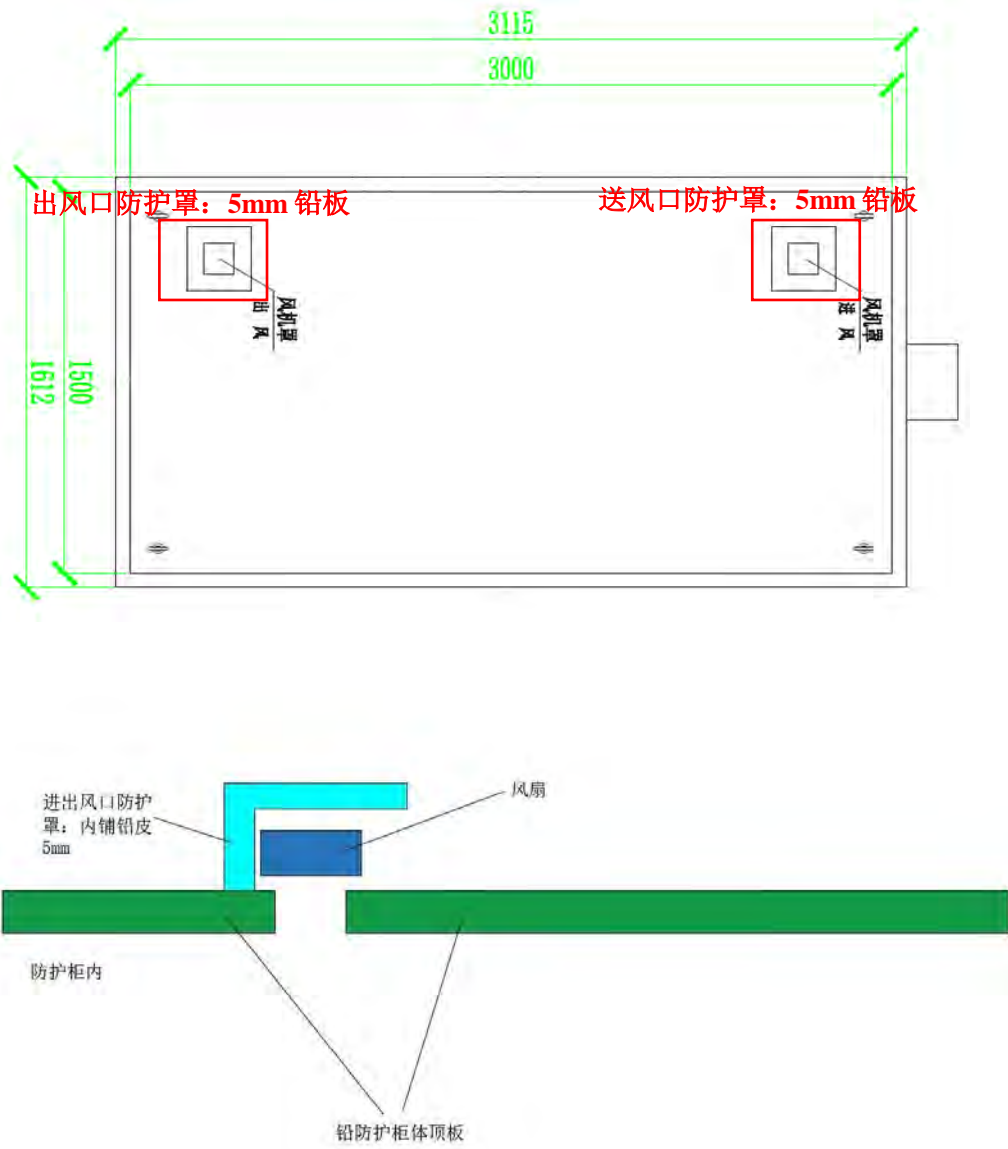 3115
3000
出风口防护罩：5mm 铅板
送风口防护罩：5mm 铅板
风机罩
出 风
风机罩
进 风
1500
1612
进出风口防护
罩：内铺铅皮
5mm
风扇
防护柜内
铅防护柜体顶板